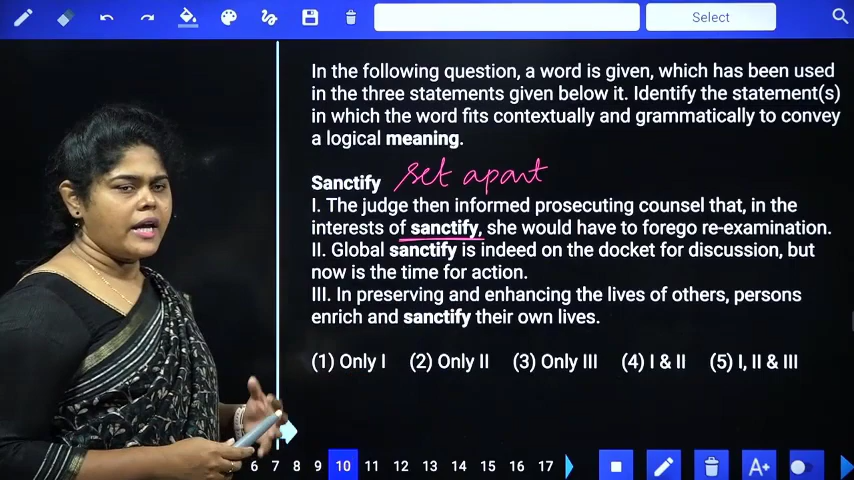 Select
In the following question, a word is given, which has been used
in the three statements given below it. Identify the statement(s)
in which the word fits contextually and grammatically to convey
a logical meaning.
Sanctify set apart
I. The judge then informed prosecuting counsel that, in the
interests of sanctify, she would have to forego re-examination.
II. Global sanctify is indeed on the docket for discussion, but
now is the time for action.
III. In preserving and enhancing the lives of others, persons
enrich and sanctify their own lives.
(1) Only I (2) Only II (3) Only III (4) I & II (5) I, II & III
6 7 8 9 10 11 12 13 14 15 16 17 A+